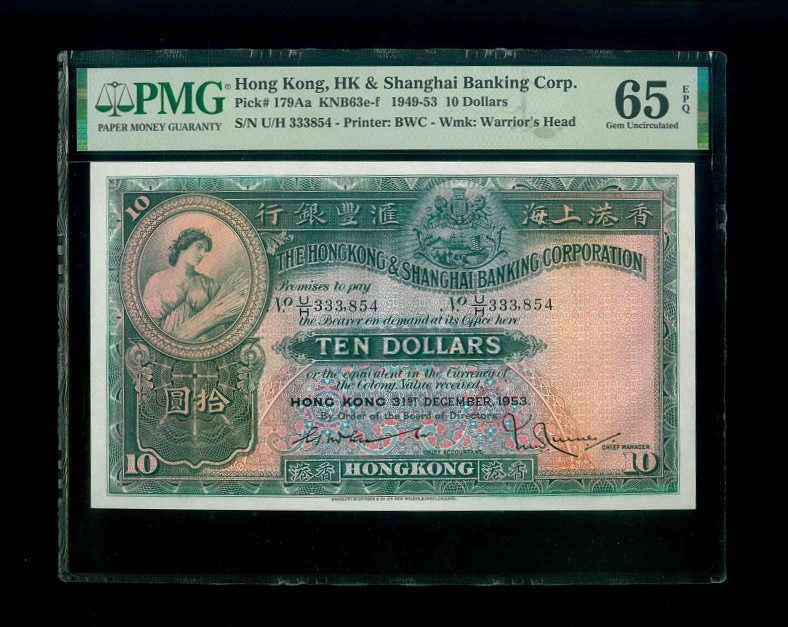 PMG® Hong Kong, HK & Shanghai Banking Corp.
PAPER MONEY GUARANTY
Pick# 179Aa KNB63e-f 1949-53 10 Dollars
S/N U/H 333854 - Printer: BWC - Wmk: Warrior's Head
65 EPQ
Gem Uncirculated
10
行銀豐滙 海上港香
THE HONGKONG & SHANGHAI BANKING CORPORATION
Promises to pay
No U/H 333,854 No U/H 333,854
the Bearer on demand at its Office here
TEN DOLLARS
or the equivalent in the Currency of
the Colony, Value received.
圓拾
HONG KONG 31ST DECEMBER, 1953.
By Order of the Board of Directors
CHIEF ACCOUNTANT.
CHIEF MANAGER
10 港香 HONGKONG 港香 10